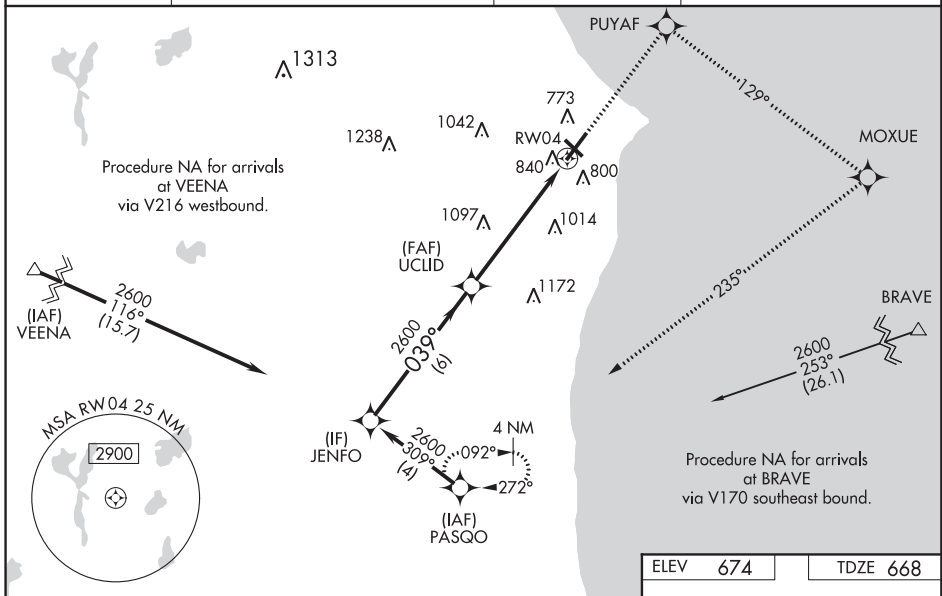 PUYAF
1313
773
129°
1042
RW04
1238
MOXUE
840
800
Procedure NA for arrivals
at VEENA
via V216 westbound.
1097
1014
(FAF)
UCLID
235°
1172
BRAVE
2600
116°
(15.7)
(IAF)
VEENA
2600
039°
(6)
2600
253°
(26.1)
MSA RW04 25 NM
2900
(IF)
JENFO
4 NM
2600
309°
(4)
092°
272°
Procedure NA for arrivals
at BRAVE
via V170 southeast bound.
(IAF)
PASQO
ELEV 674
TDZE 668